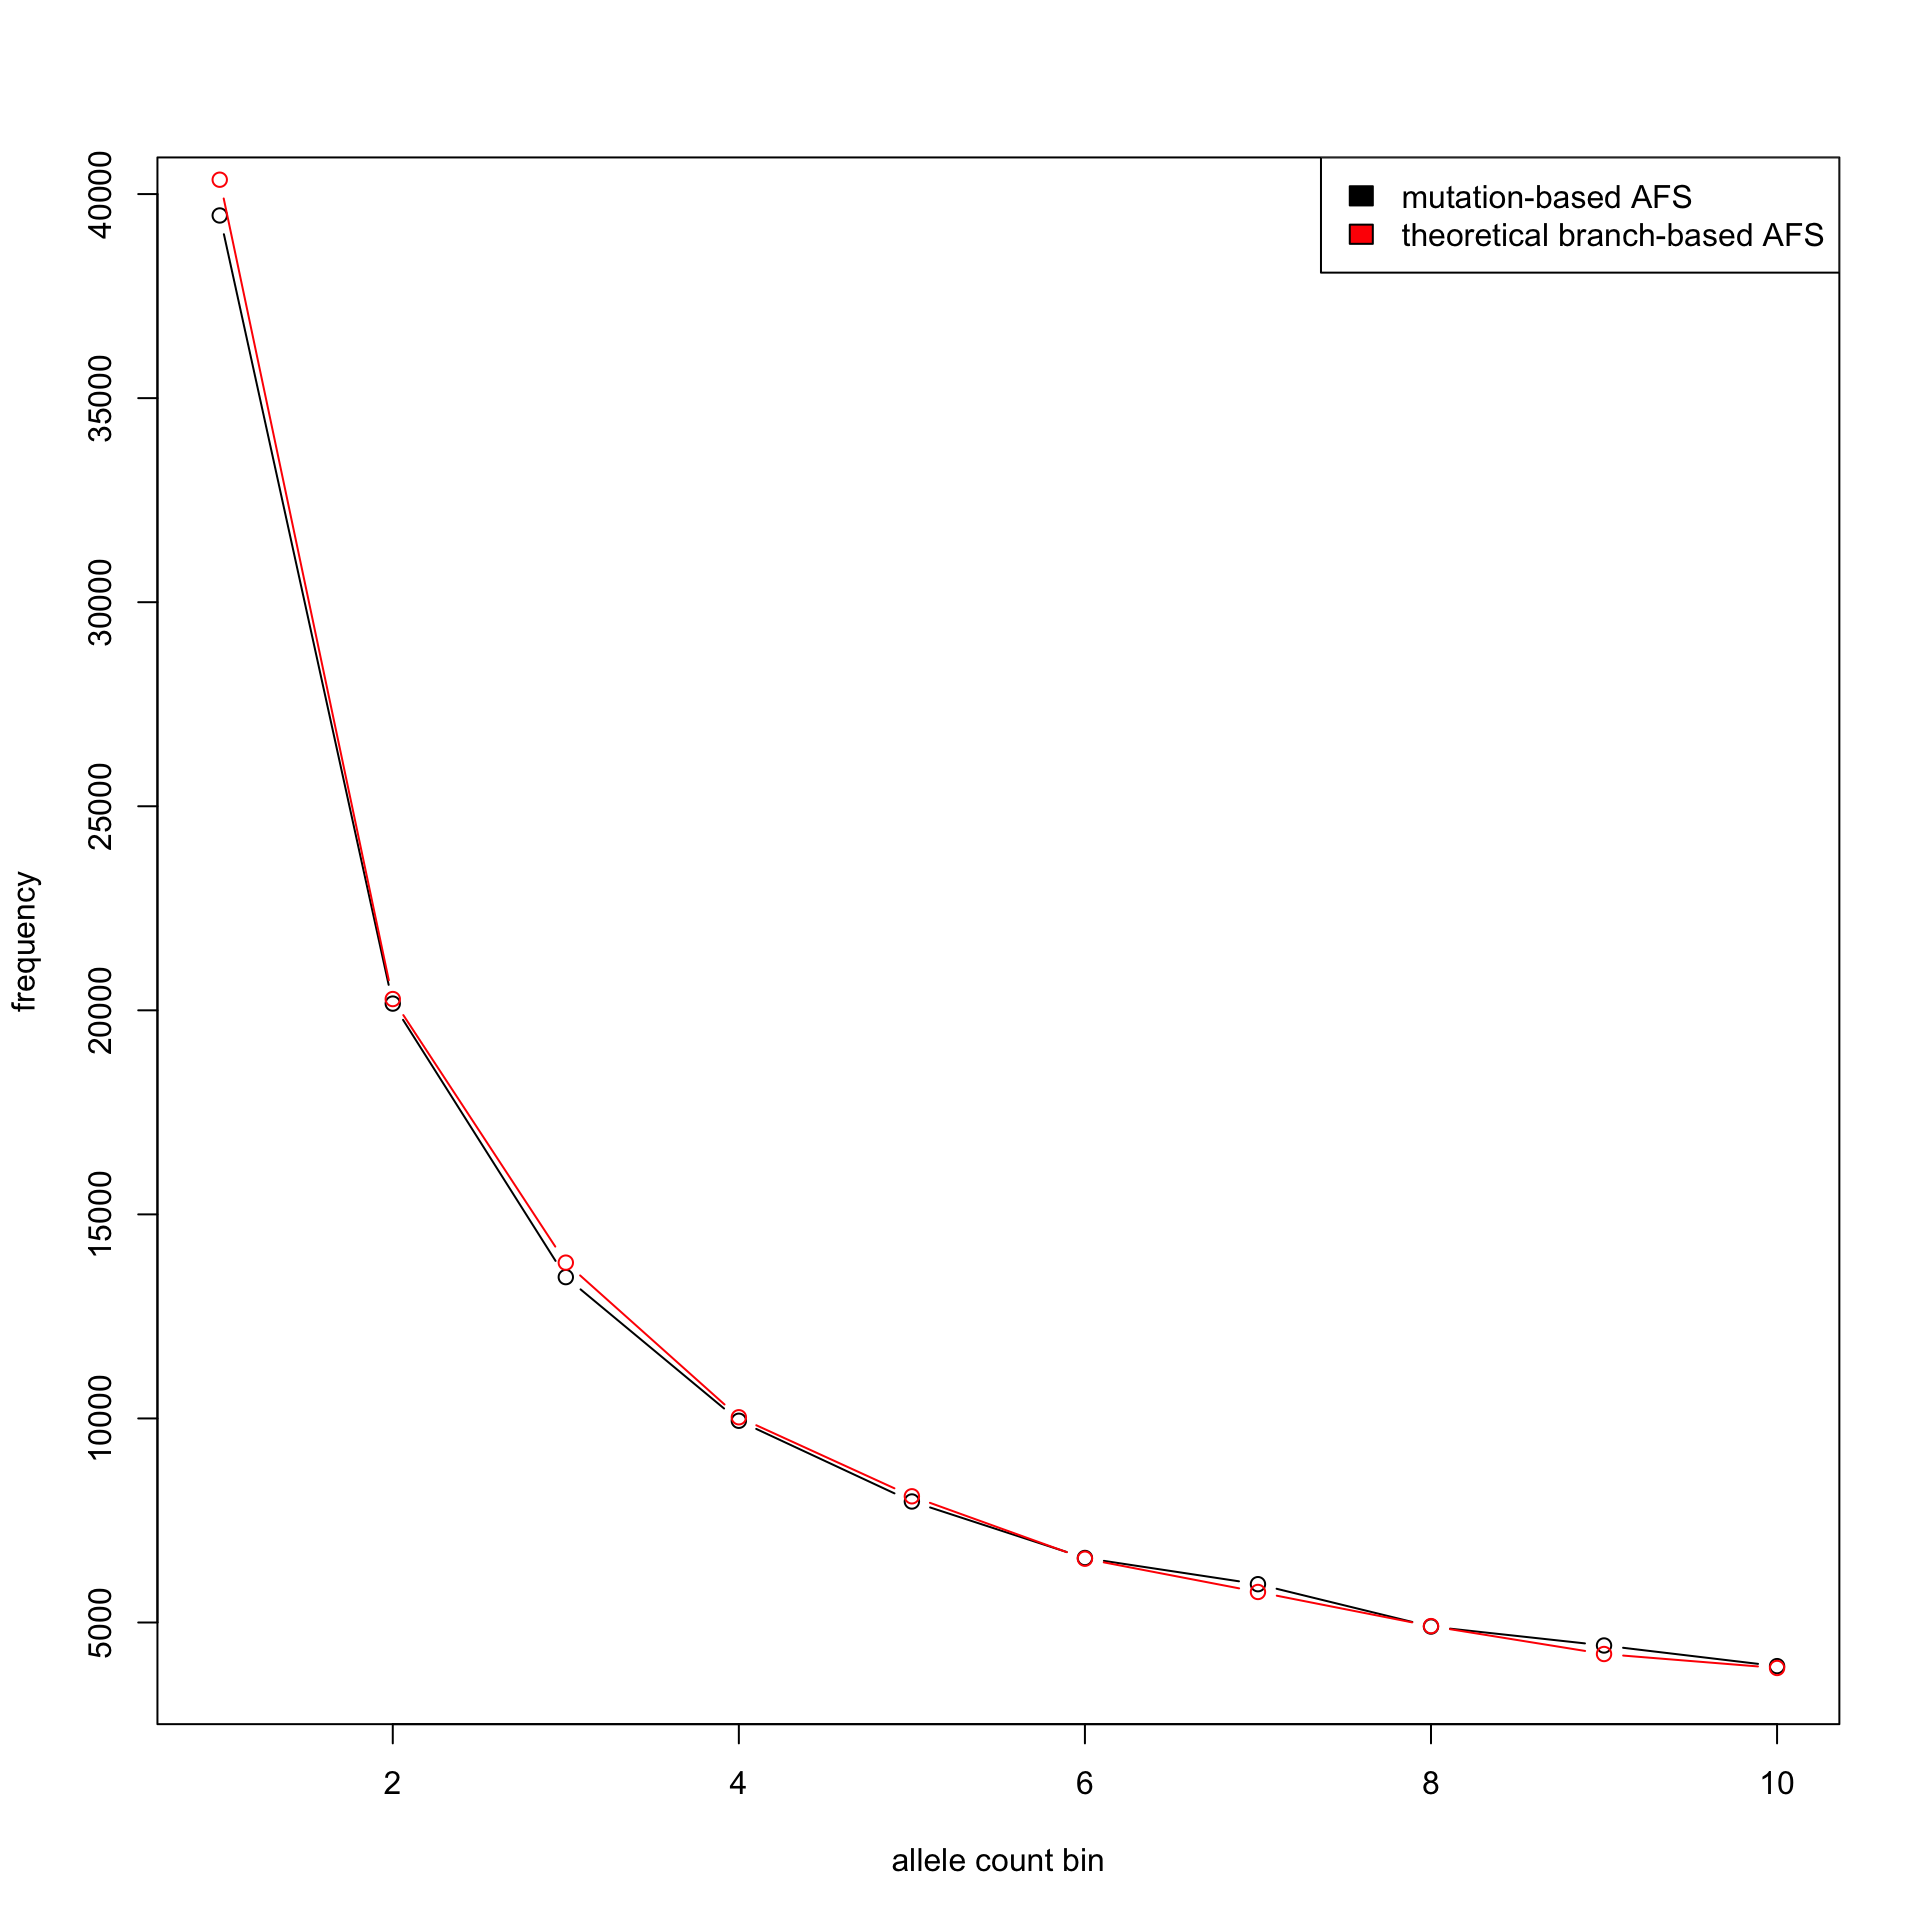 mutation-based AFS
theoretical branch-based AFS
frequency
40000
35000
30000
25000
20000
15000
10000
5000
2 4 6 8 10
allele count bin